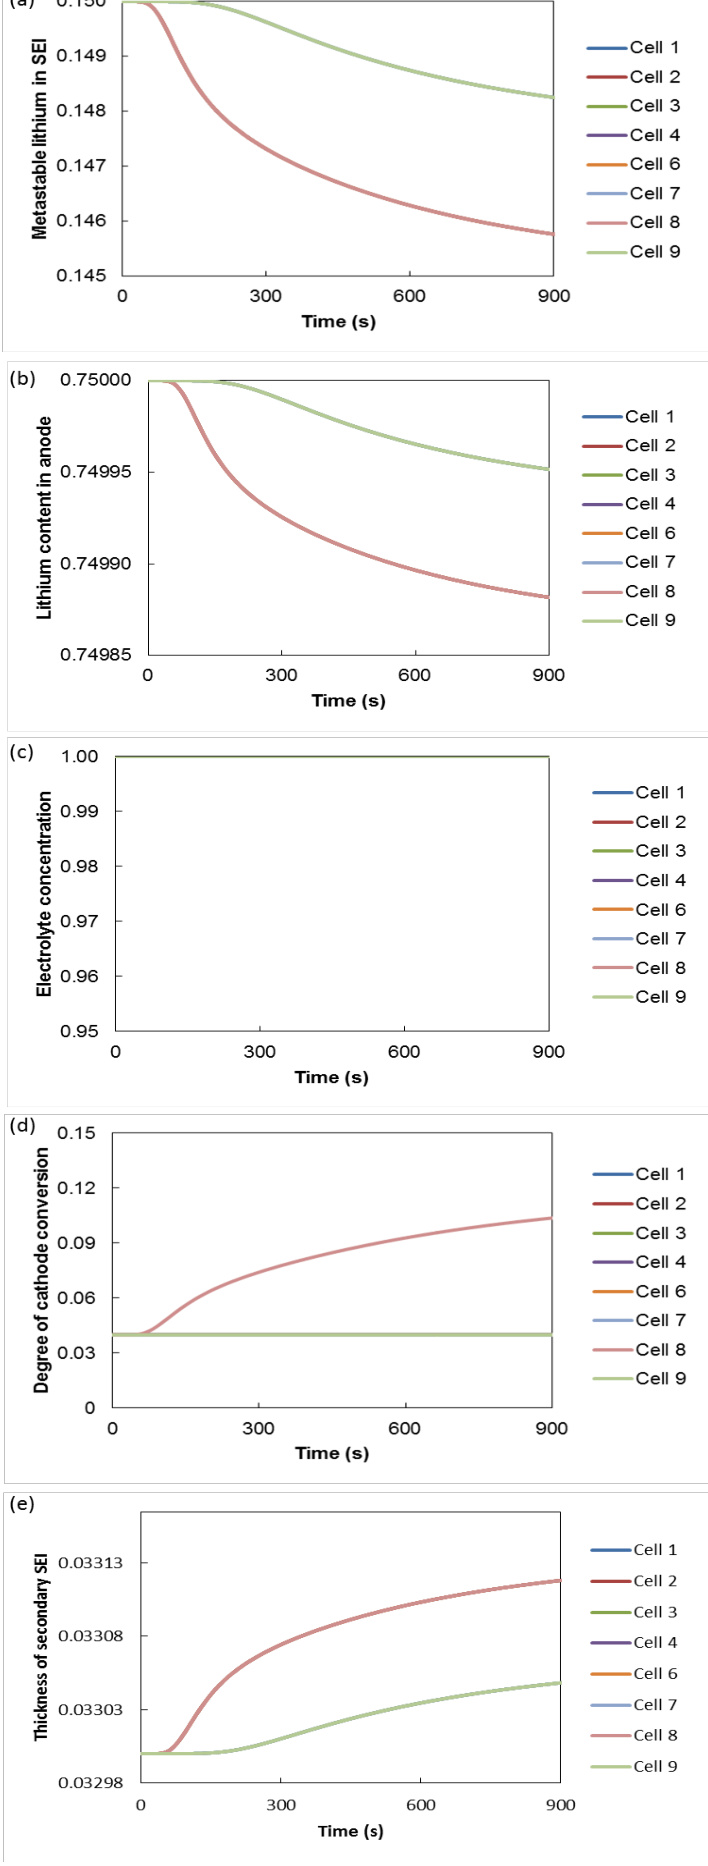 (a)
0.150
0.149
0.148
0.147
0.146
0.145
Metastable lithium in SEI
0 300 600 900
Time (s)
Cell 1
Cell 2
Cell 3
Cell 4
Cell 6
Cell 7
Cell 8
Cell 9
(b)
0.75000
0.74995
0.74990
0.74985
Lithium content in anode
0 300 600 900
Time (s)
Cell 1
Cell 2
Cell 3
Cell 4
Cell 6
Cell 7
Cell 8
Cell 9
(c)
1.00
0.99
0.98
0.97
0.96
0.95
Electrolyte concentration
0 300 600 900
Time (s)
Cell 1
Cell 2
Cell 3
Cell 4
Cell 6
Cell 7
Cell 8
Cell 9
(d)
0.15
0.12
0.09
0.06
0.03
0
Degree of cathode conversion
0 300 600 900
Time (s)
Cell 1
Cell 2
Cell 3
Cell 4
Cell 6
Cell 7
Cell 8
Cell 9
(e)
0.03313
0.03308
0.03303
0.03298
Thickness of secondary SEI
0 300 600 900
Time (s)
Cell 1
Cell 2
Cell 3
Cell 4
Cell 6
Cell 7
Cell 8
Cell 9